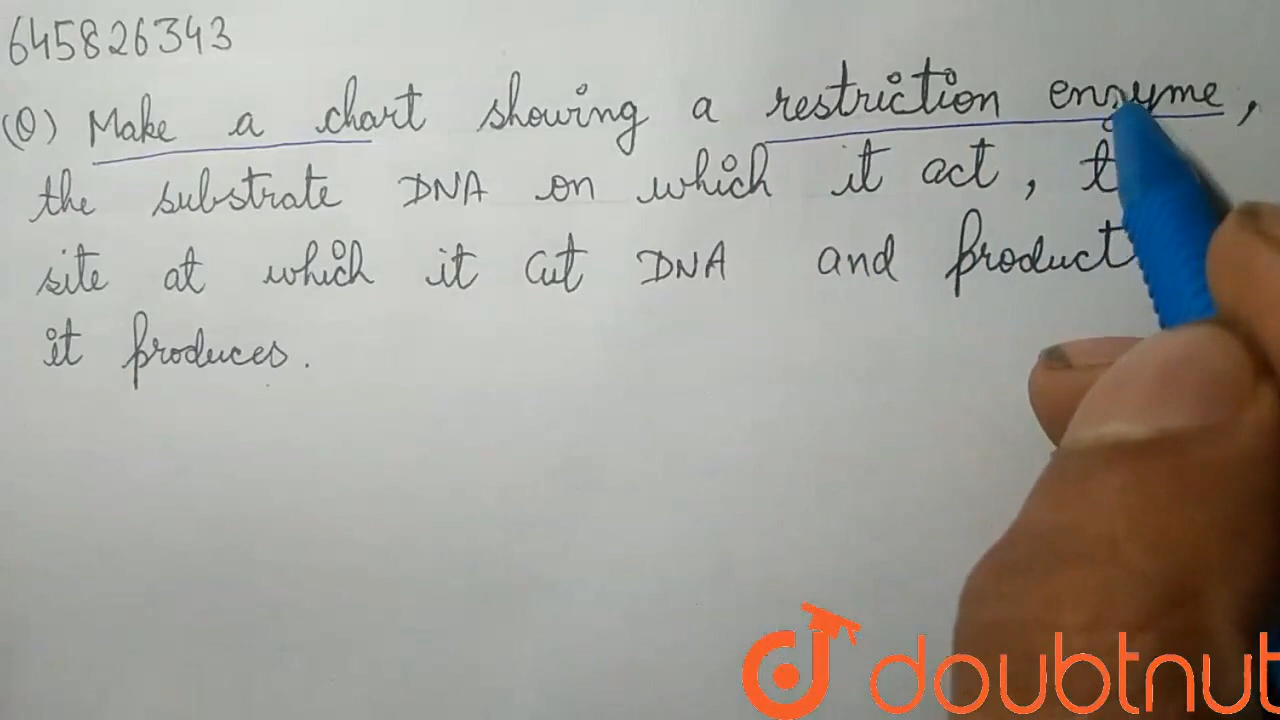 645826343
(Q) Make a chart showing a restriction enzyme,
the substrate DNA on which it act,
site at which it cut DNA and product
it produces.
doubtnut